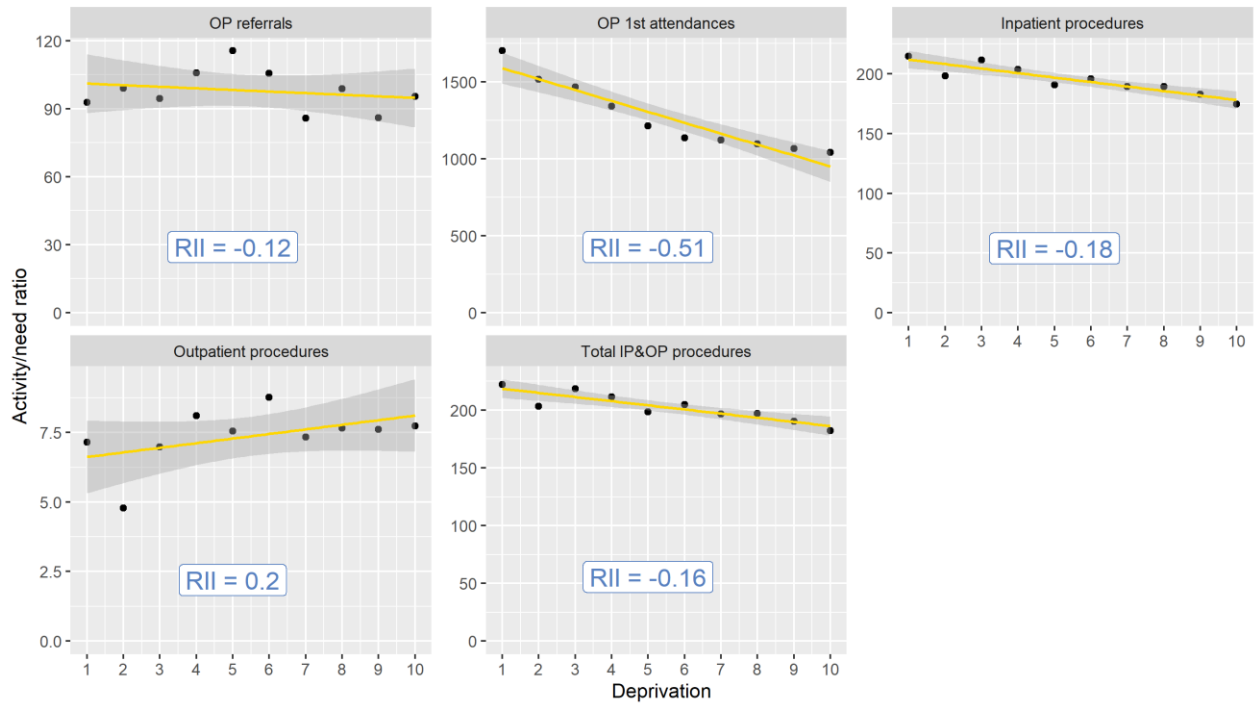 Activity/need ratio
OP referrals
120
90
60
30
0
RII = -0.12
OP 1st attendances
1500
1000
500
0
RII = -0.51
Inpatient procedures
200
150
100
50
0
RII = -0.18
1 2 3 4 5 6 7 8 9 10
Outpatient procedures
7.5
5.0
2.5
0.0
RII = 0.2
1 2 3 4 5 6 7 8 9 10
Total IP&OP procedures
200
150
100
50
0
RII = -0.16
1 2 3 4 5 6 7 8 9 10
Deprivation